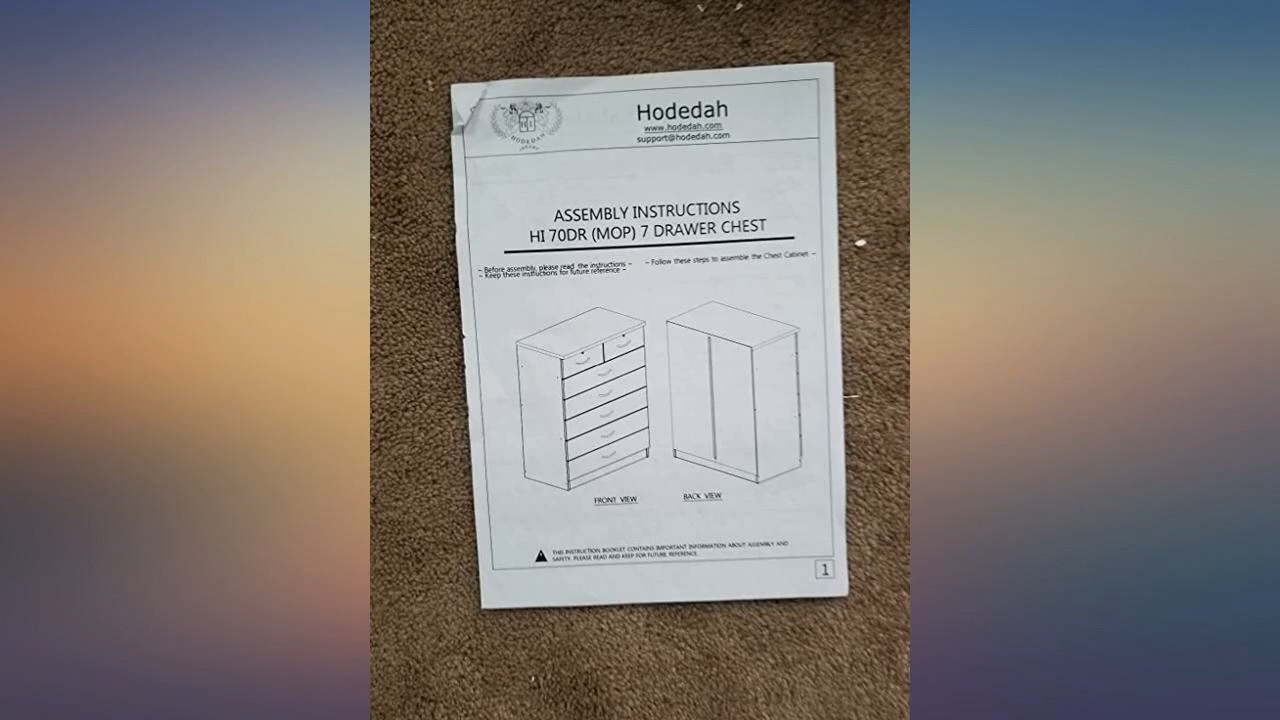 HODEDAH
Hodedah
www.hodedah.com
support@hodedah.com
ASSEMBLY INSTRUCTIONS
HI 70DR (MOP) 7 DRAWER CHEST
~ Before assembly, please read the instructions ~
~ Keep these instructions for future reference ~
~ Follow these steps to assemble the Chest Cabinet ~
FRONT VIEW
BACK VIEW
THIS INSTRUCTION BOOKLET CONTAINS IMPORTANT INFORMATION ABOUT ASSEMBLY AND
SAFETY. PLEASE READ AND KEEP FOR FUTURE REFERENCE.
1